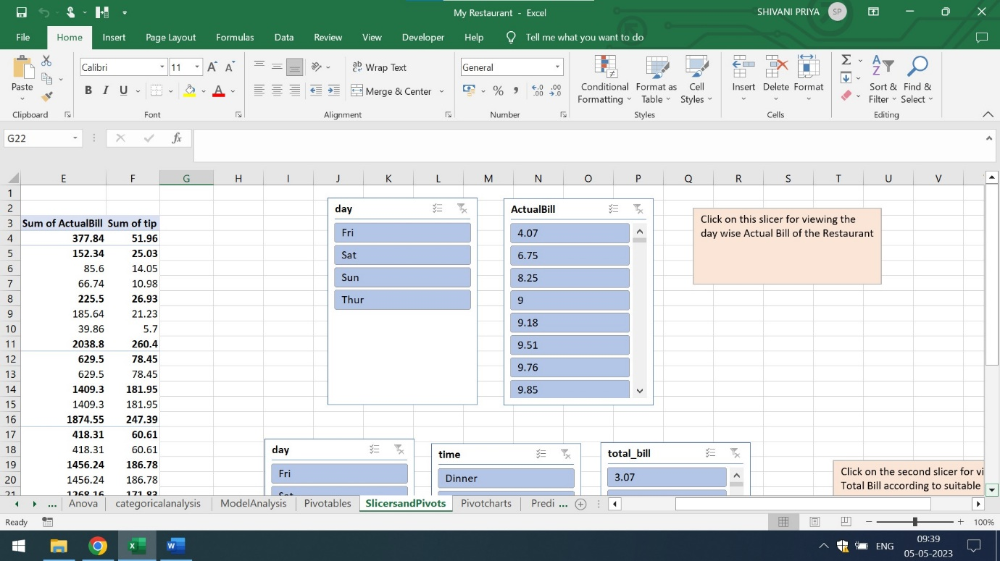 My Restaurant - Excel
SHIVANI PRIYA SP
File Home Insert Page Layout Formulas Data Review View Developer Help Tell me what you want to do
Calibri 11
Wrap Text
General
Paste
B I U
A
Merge & Center
% ,
Conditional Formatting
Format as Table
Cell Styles
Insert Delete Format
Sort & Filter
Find & Select
Clipboard Font Alignment Number Styles Cells Editing
G22 fx
E F G H I J K L M N O P Q R S T U V
1
2
3 Sum of ActualBill Sum of tip
4 377.84 51.96
5 152.34 25.03
6 85.6 14.05
7 66.74 10.98
8 225.5 26.93
9 185.64 21.23
10 39.86 5.7
11 2038.8 260.4
12 629.5 78.45
13 629.5 78.45
14 1409.3 181.95
15 1409.3 181.95
16 1874.55 247.39
17 418.31 60.61
18 418.31 60.61
19 1456.24 186.78
20 1456.24 186.78
21 1268.16 171.83
day
Fri
Sat
Sun
Thur
ActualBill
4.07
6.75
8.25
9
9.18
9.51
9.76
9.85
Click on this slicer for viewing the
day wise Actual Bill of the Restaurant
day
Fri
Sat
time
Dinner
total_bill
3.07
Click on the second slicer for vi
Total Bill according to suitable
... Anova categoricalanalysis ModelAnalysis Pivotables SlicersandPivots Pivotcharts Predi ...
Ready
100%
ENG
09:39
05-05-2023